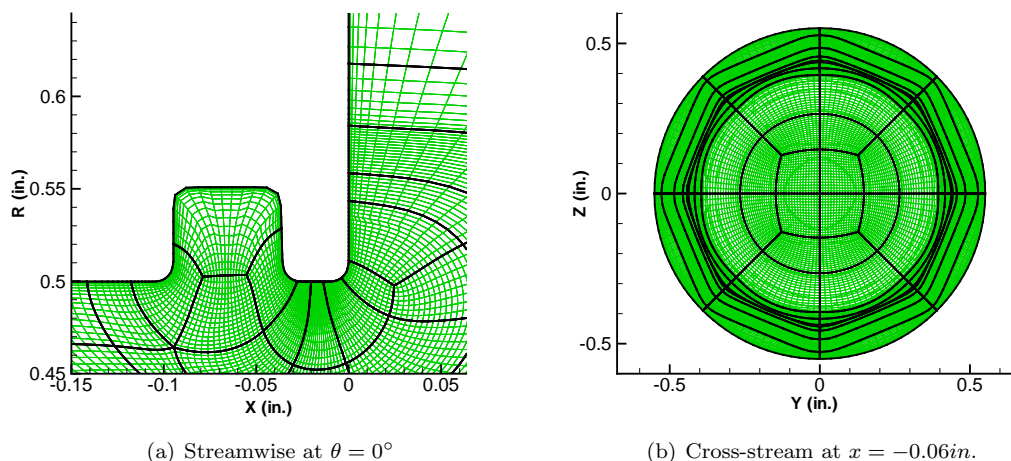 R (in.)
0.6
0.55
0.5
0.45
-0.15
-0.1
-0.05
0
0.05
X (in.)
(a) Streamwise at θ = 0°
Z (in.)
0.5
0
-0.5
-0.5
0
0.5
Y (in.)
(b) Cross-stream at x = −0.06in.